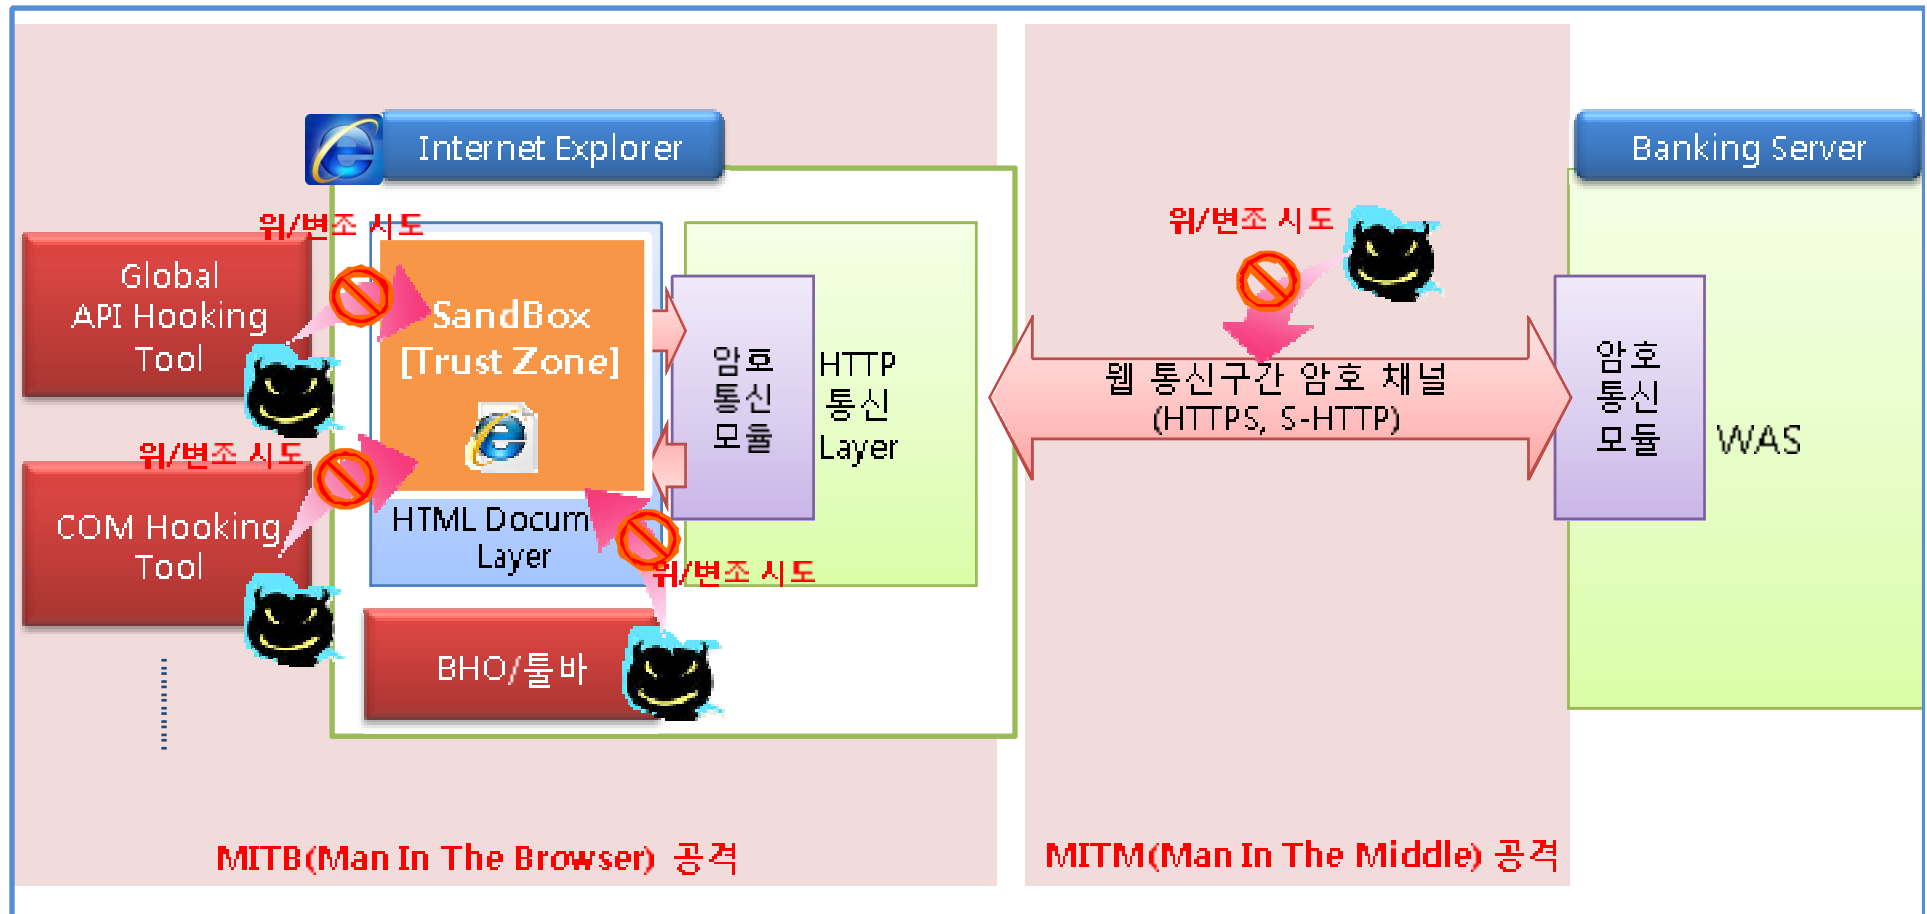 Internet Explorer
Banking Server
위/변조 시도
위/변조 시도
Global
API Hooking
Tool
SandBox
[Trust Zone]
암호
통신
모듈
HTTP
통신
Layer
웹 통신구간 암호 채널
(HTTPS, S-HTTP)
암호
통신
모듈
WAS
위/변조 시도
COM Hooking
Tool
HTML Docum
Layer
위/변조 시도
BHO/툴바
MITB(Man In The Browser) 공격
MITM(Man In The Middle) 공격